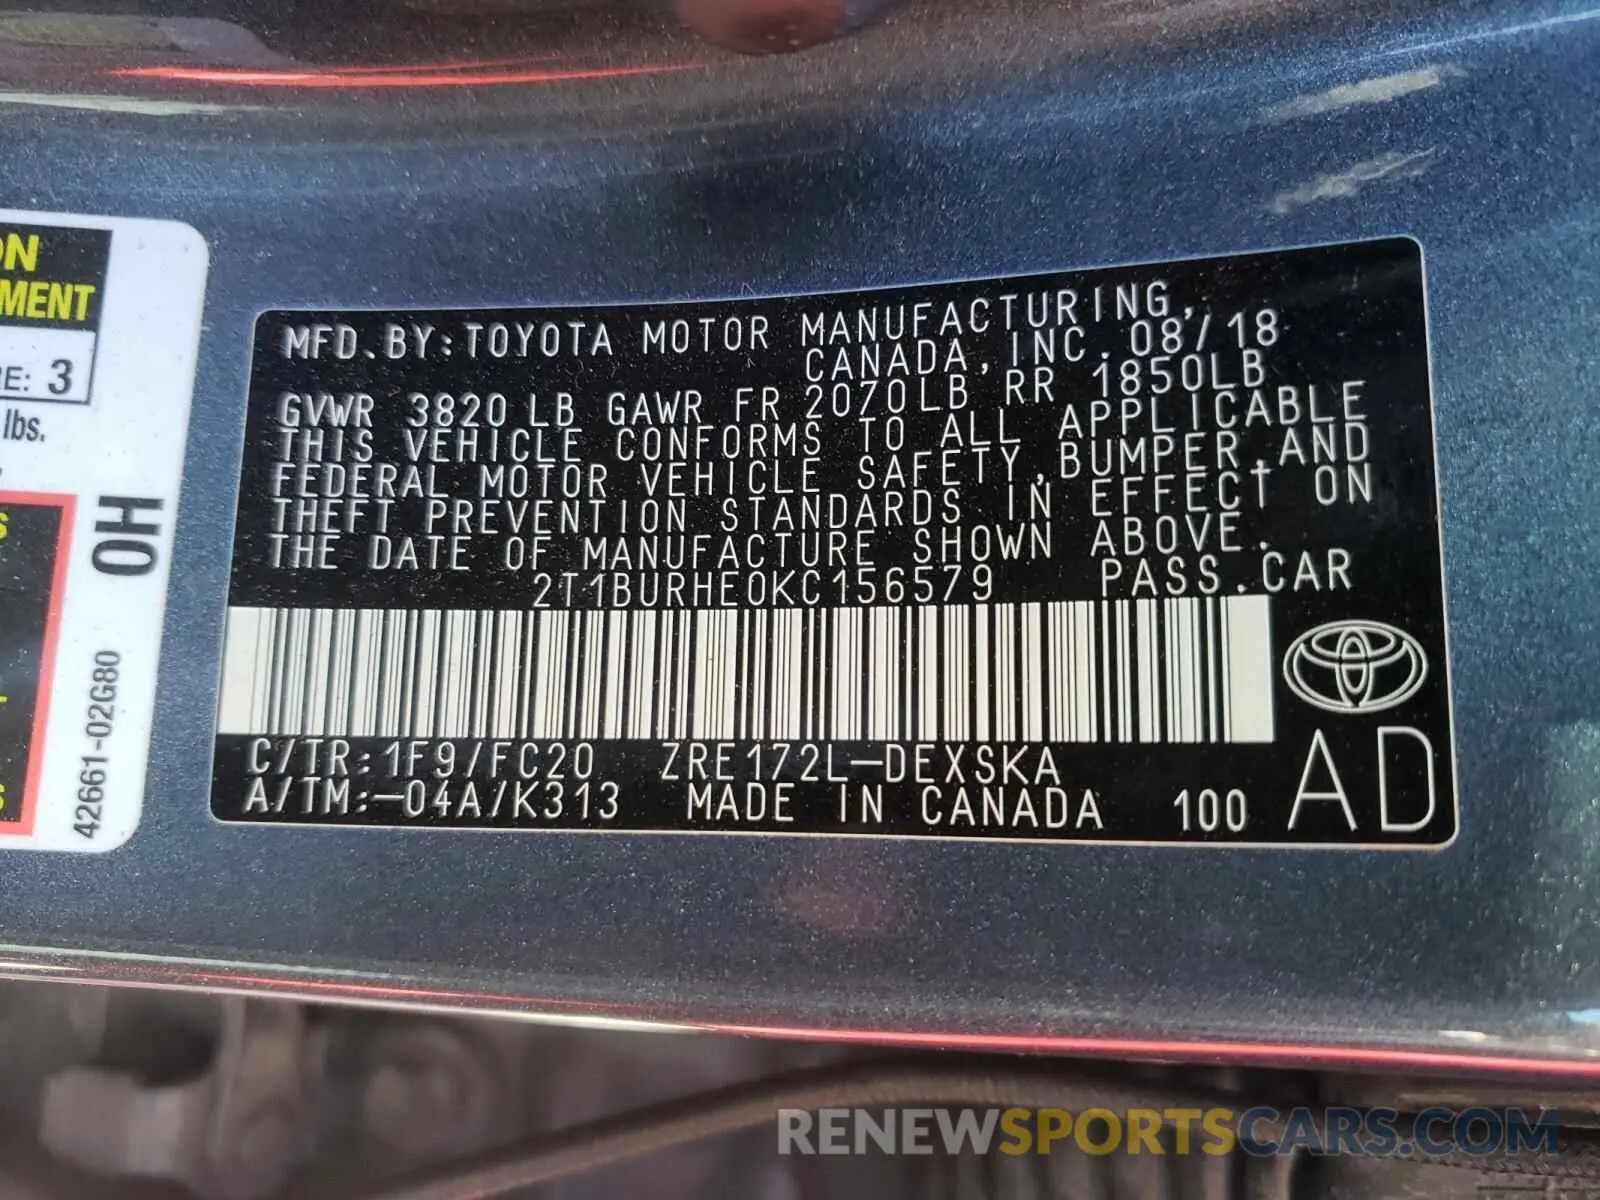 ON
MENT
RE: 3
lbs.
OH
42661-02G80
MFD.BY:TOYOTA MOTOR MANUFACTURING,
CANADA, INC. 08/18
GVWR 3820LB GAWR FR 2070LB RR 1850LB
THIS VEHICLE CONFORMS TO ALL APPLICABLE
FEDERAL MOTOR VEHICLE SAFETY, BUMPER, AND
THEFT PREVENTION STANDARDS IN EFFECT ON
THE DATE OF MANUFACTURE SHOWN ABOVE.
2T1BURHE0KC156579 PASS.CAR
C/TR:1F9/FC20 ZRE172L-DEXSKA
A/TM:-04A/K313 MADE IN CANADA 100 AD
RENEWSPORTSCARS.COM